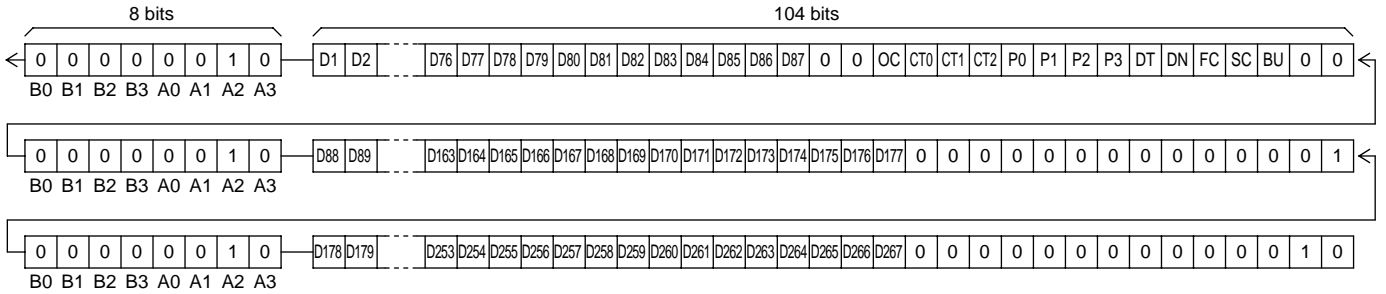 8 bits 104 bits
0 0 0 0 0 0 1 0 D1 D2 D76 D77 D78 D79 D80 D81 D82 D83 D84 D85 D86 D87 0 0 OC CT0 CT1 CT2 P0 P1 P2 P3 DT DN FC SC BU 0 0
B0 B1 B2 B3 A0 A1 A2 A3
0 0 0 0 0 0 1 0 D88 D89 D163 D164 D165 D166 D167 D168 D169 D170 D171 D172 D173 D174 D175 D176 D177 0 0 0 0 0 0 0 0 0 0 0 0 0 1
B0 B1 B2 B3 A0 A1 A2 A3
0 0 0 0 0 0 1 0 D178 D179 D253 D254 D255 D256 D257 D258 D259 D260 D261 D262 D263 D264 D265 D266 D267 0 0 0 0 0 0 0 0 0 0 0 0 1 0
B0 B1 B2 B3 A0 A1 A2 A3